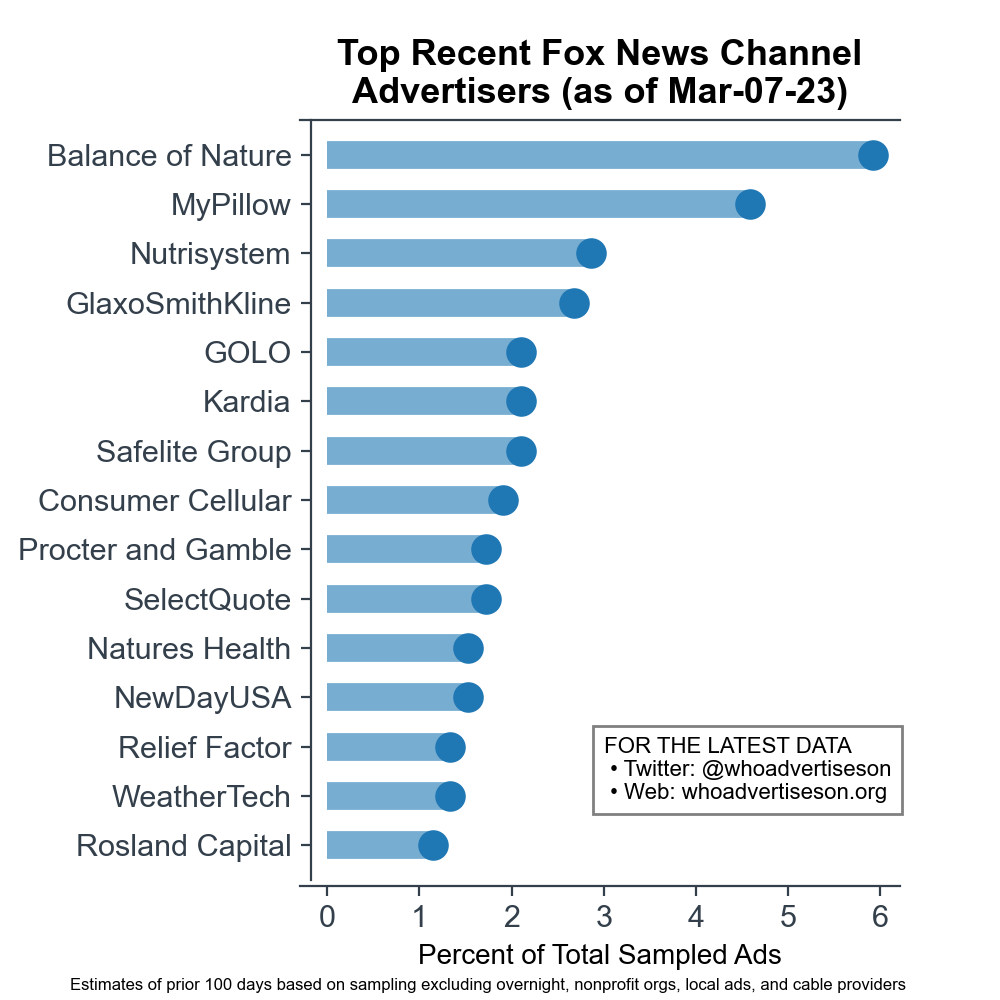 Top Recent Fox News Channel
Advertisers (as of Mar-07-23)
Balance of Nature
MyPillow
Nutrisystem
GlaxoSmithKline
GOLO
Kardia
Safelite Group
Consumer Cellular
Procter and Gamble
SelectQuote
Natures Health
NewDayUSA
Relief Factor
WeatherTech
Rosland Capital
FOR THE LATEST DATA
• Twitter: @whoadvertiseson
• Web: whoadvertiseson.org
0 1 2 3 4 5 6
Percent of Total Sampled Ads
Estimates of prior 100 days based on sampling excluding overnight, nonprofit orgs, local ads, and cable providers